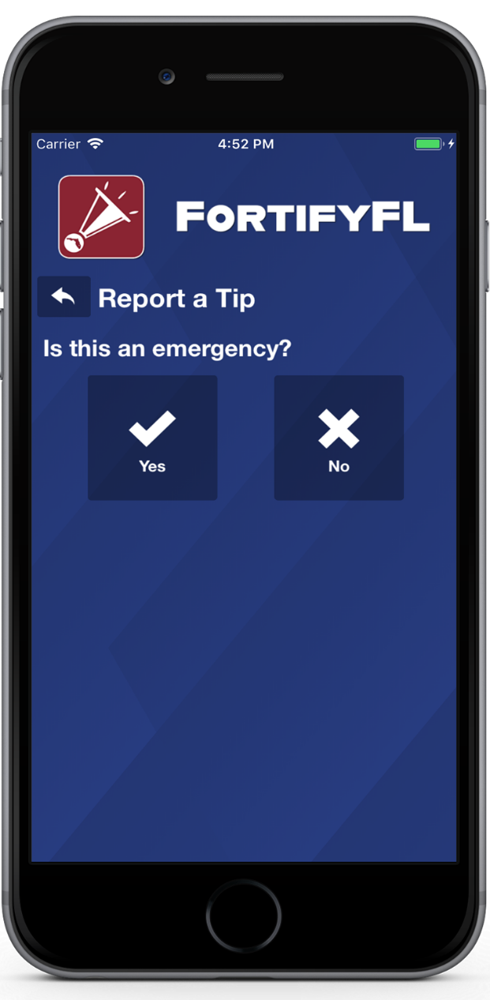 Carrier 4:52 PM
FORTIFYFL
Report a Tip
Is this an emergency?
Yes No